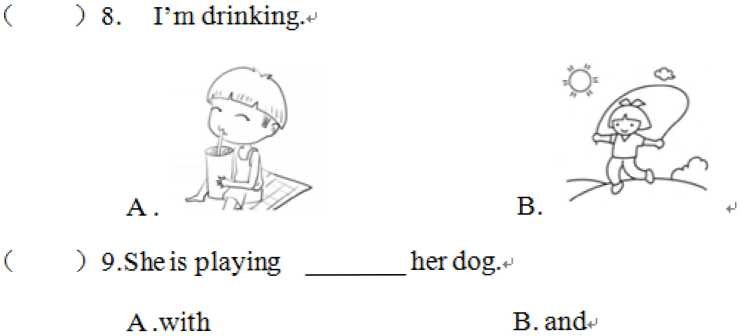 ( ) 8. I’m drinking.↵
A . B. ↵
( ) 9.She is playing ________ her dog.↵
A .with B. and↵